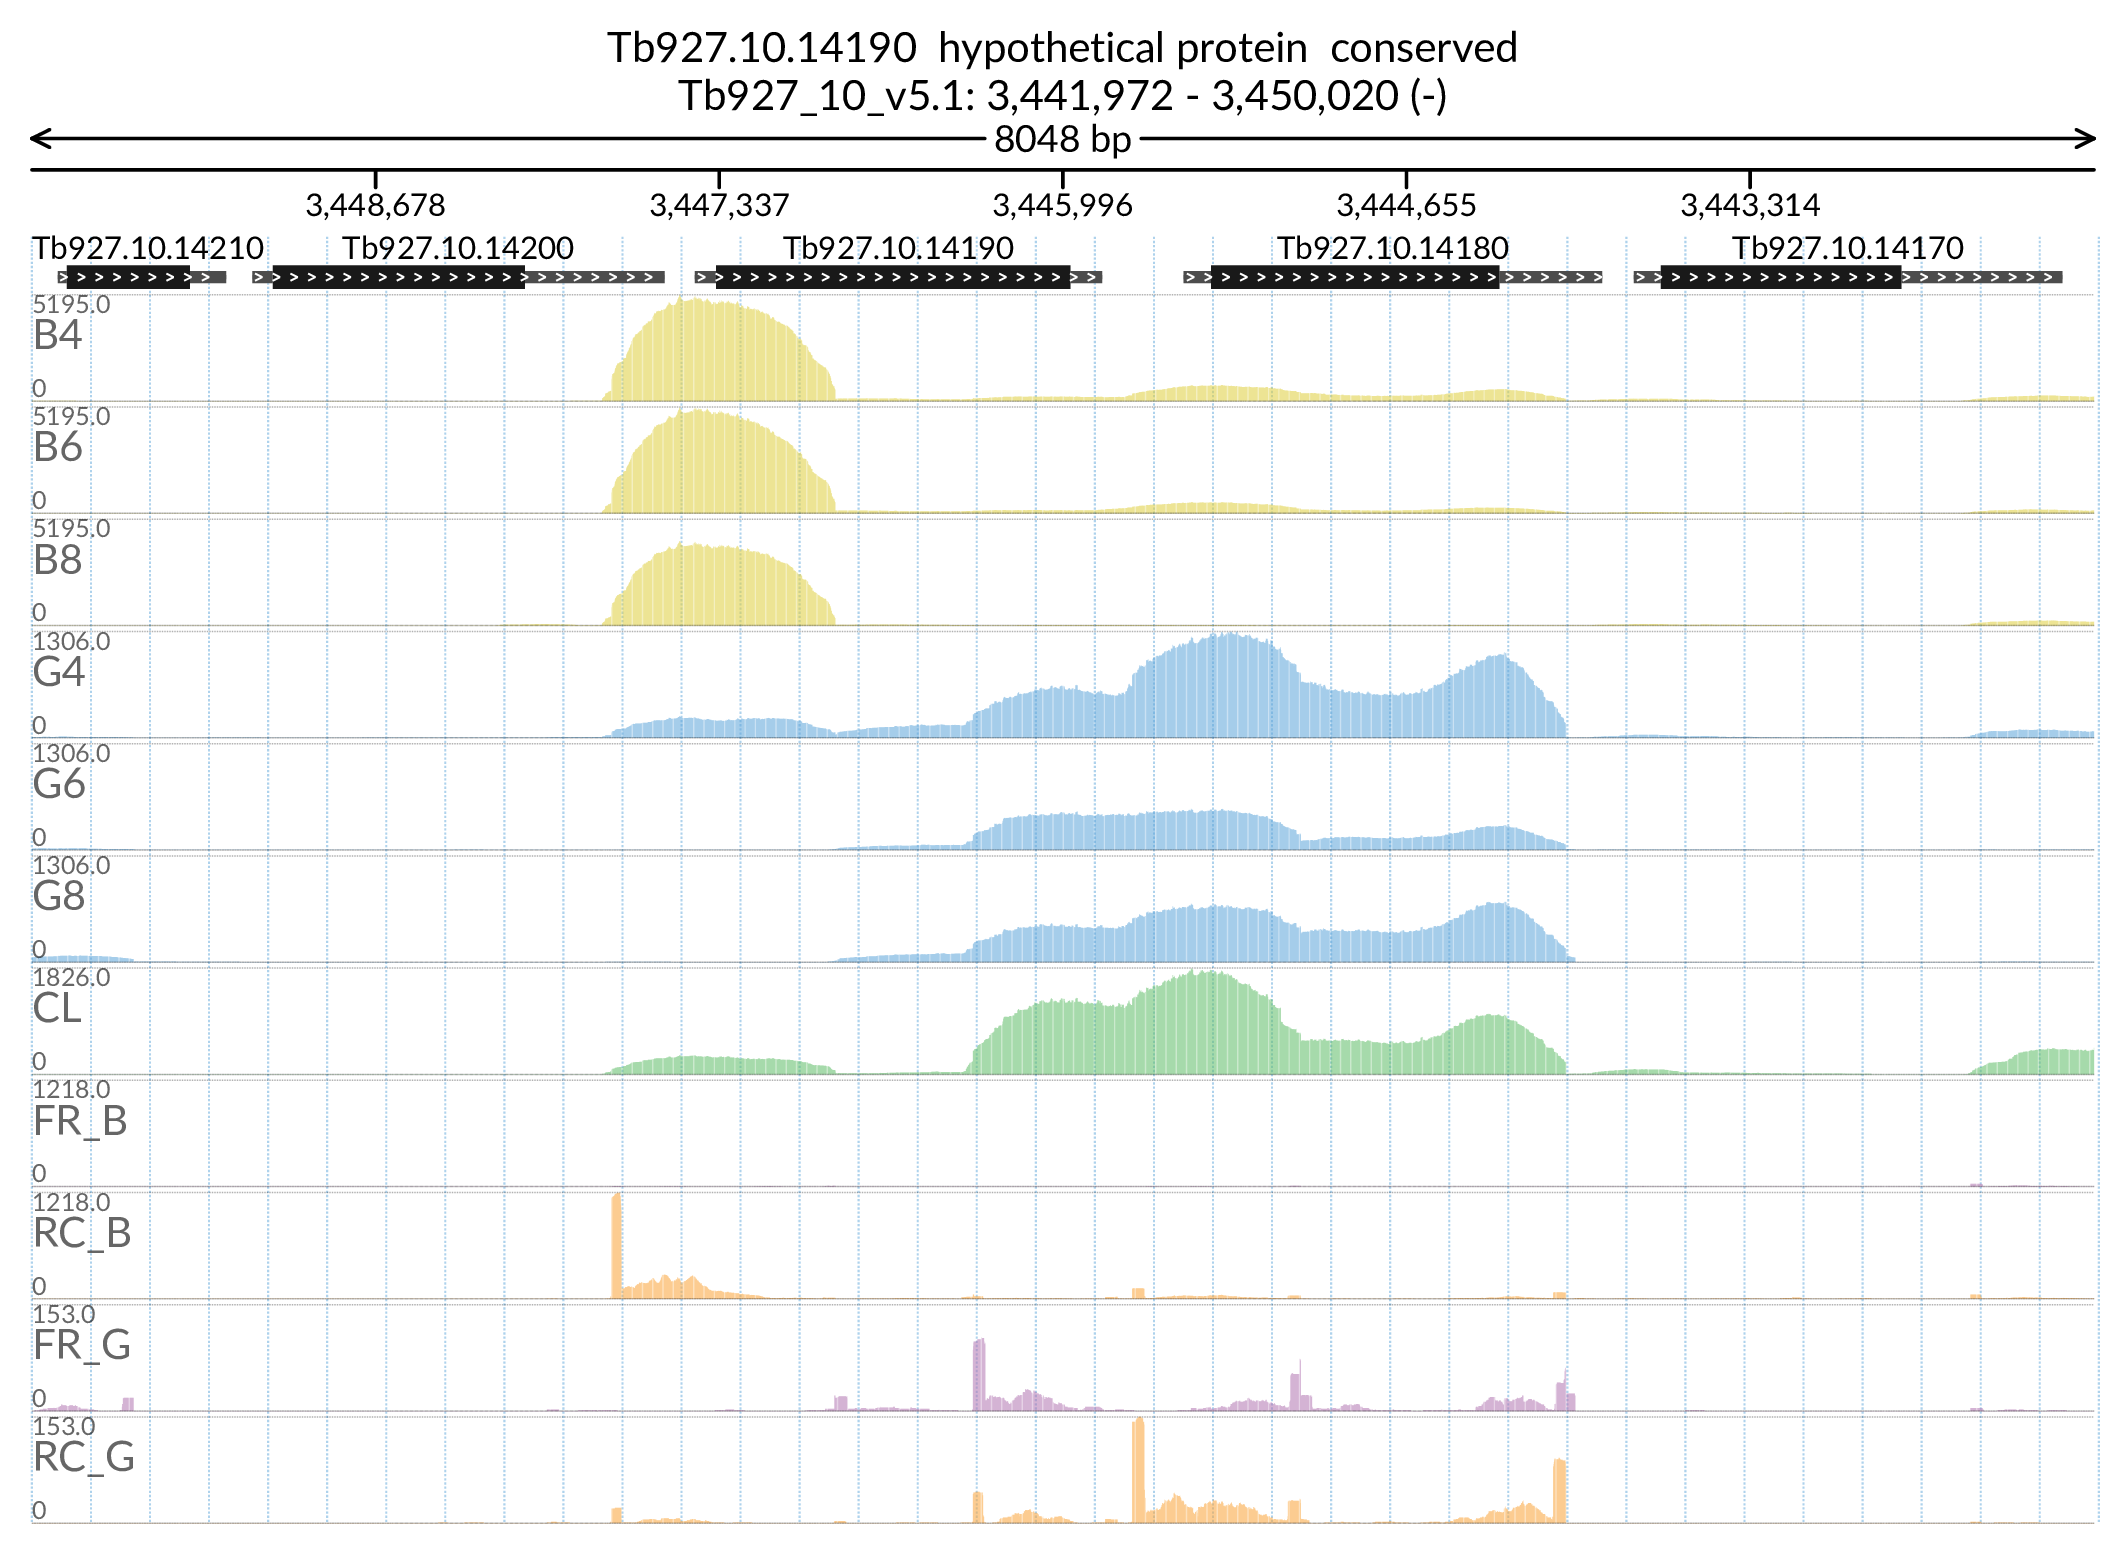 Tb927.10.14190  hypothetical protein  conserved
Tb927_10_v5.1: 3,441,972 - 3,450,020 (-)
8048 bp
3,448,678 3,447,337 3,445,996 3,444,655 3,443,314
Tb927.10.14210 Tb927.10.14200 Tb927.10.14190 Tb927.10.14180 Tb927.10.14170
5195.0
B4
0
5195.0
B6
0
5195.0
B8
0
1306.0
G4
0
1306.0
G6
0
1306.0
G8
0
1826.0
CL
0
1218.0
FR_B
0
1218.0
RC_B
0
153.0
FR_G
0
153.0
RC_G
0